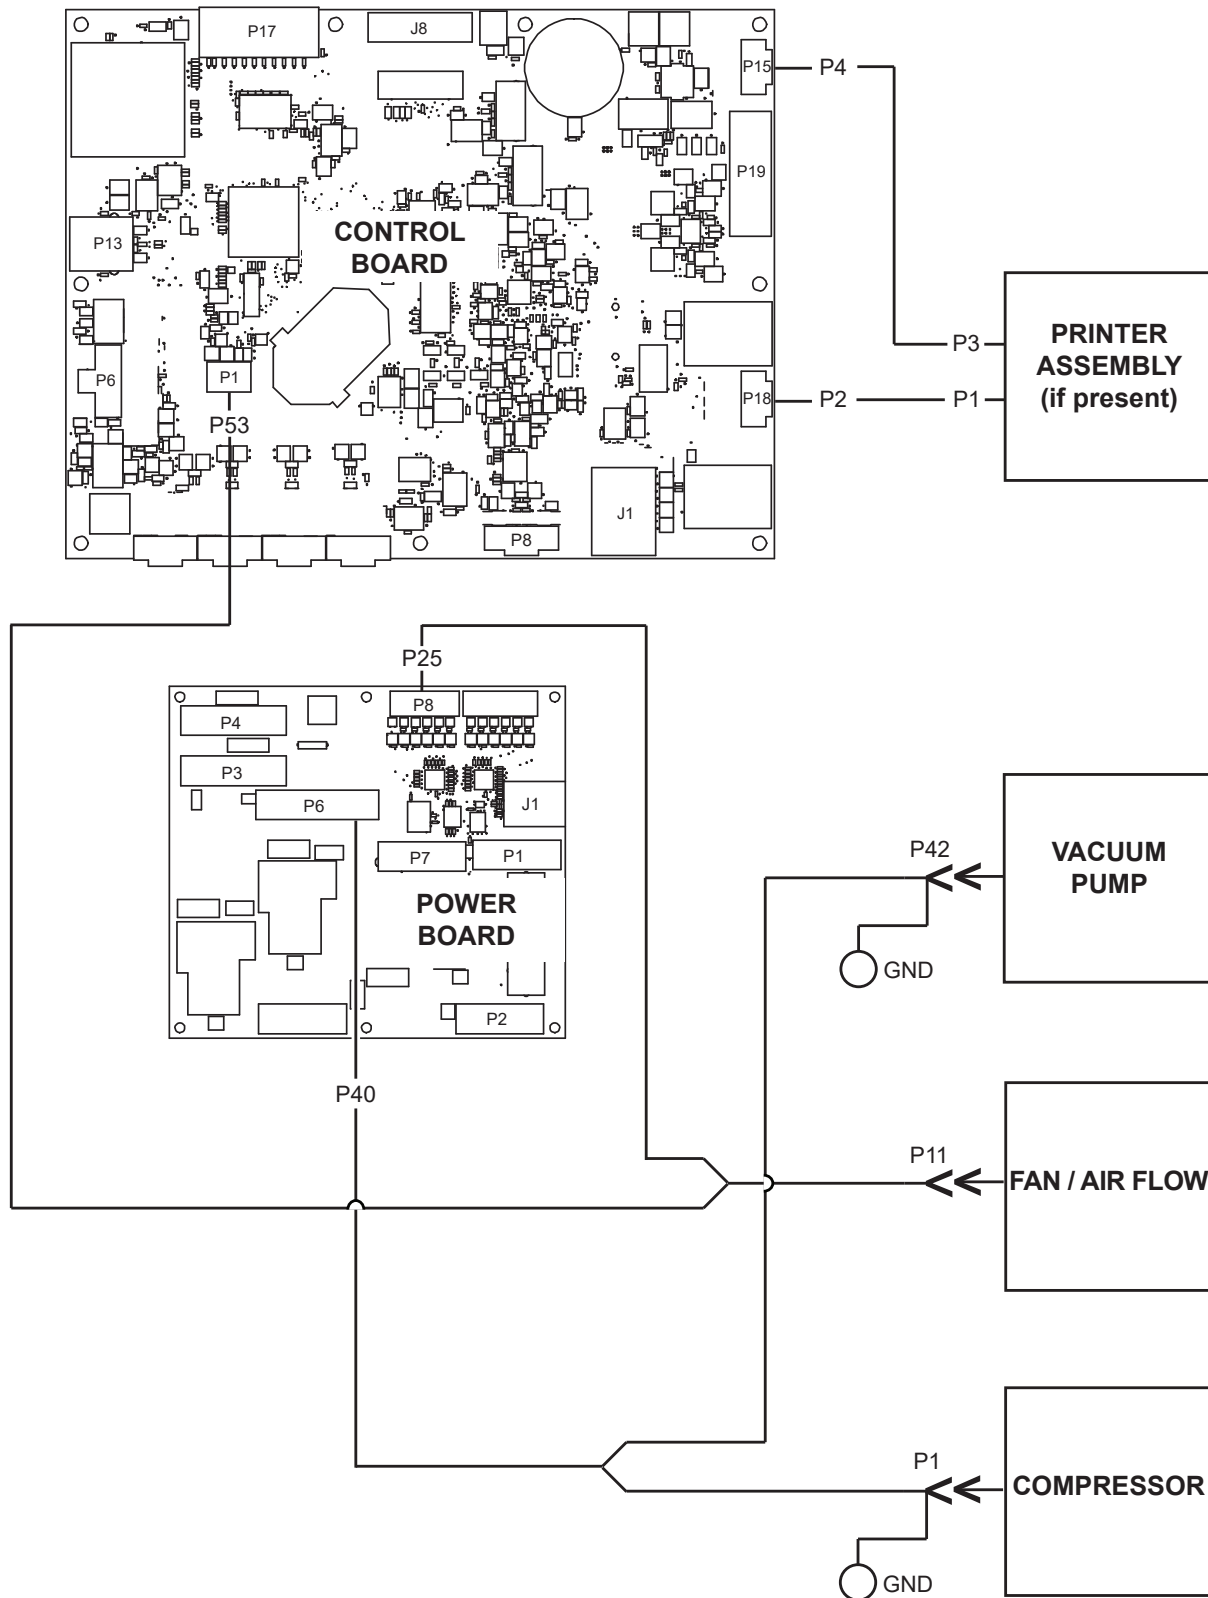 P17
J8
P15
P4
P19
P13
CONTROL
BOARD
P6
P1
P53
P18
P2
P1
P3
PRINTER
ASSEMBLY
(if present)
J1
P8
P25
P8
P4
P3
P6
J1
P7
P1
POWER
BOARD
P2
P40
P42
VACUUM
PUMP
GND
P11
FAN / AIR FLOW
P1
COMPRESSOR
GND